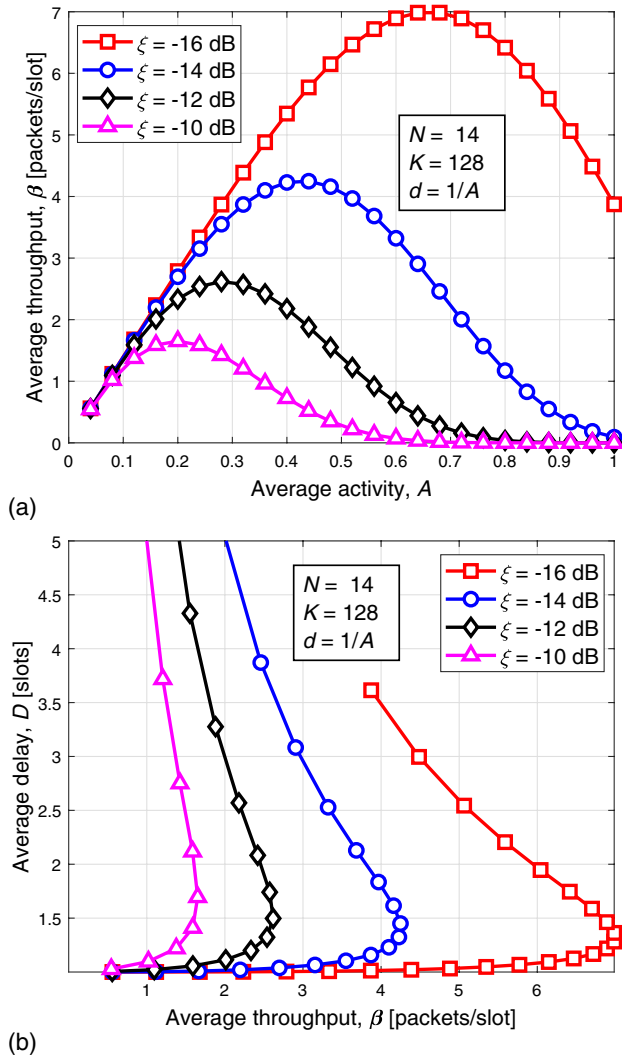 7
6
5
4
3
2
1
0
Average throughput, β [packets/slot]
ξ = -16 dB
ξ = -14 dB
ξ = -12 dB
ξ = -10 dB
N = 14
K = 128
d = 1/A
0 0.1 0.2 0.3 0.4 0.5 0.6 0.7 0.8 0.9 1
Average activity, A
(a)
5
4.5
4
3.5
3
2.5
2
1.5
Average delay, D [slots]
N = 14
K = 128
d = 1/A
ξ = -16 dB
ξ = -14 dB
ξ = -12 dB
ξ = -10 dB
1 2 3 4 5 6
Average throughput, β [packets/slot]
(b)